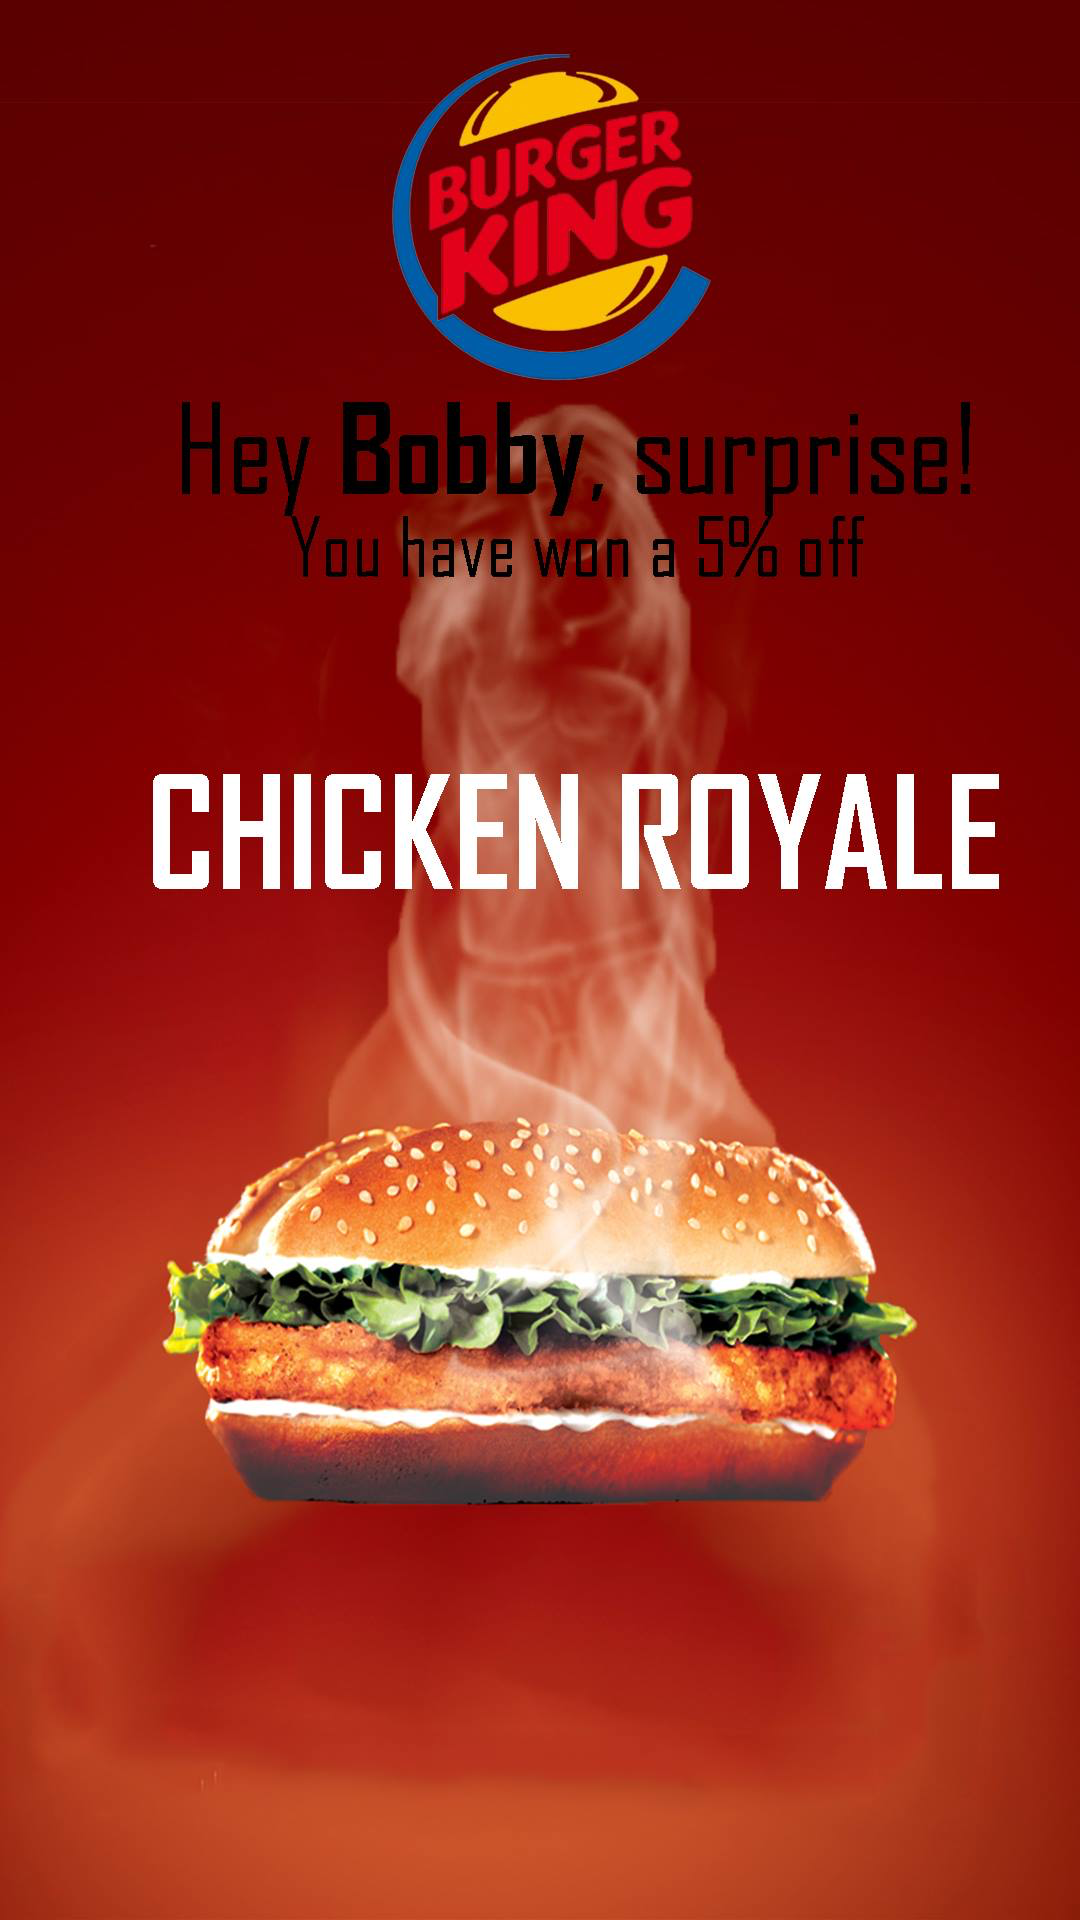 BURGER
KING
Hey Bobby, surprise!
You have won a 5% off
CHICKEN ROYALE